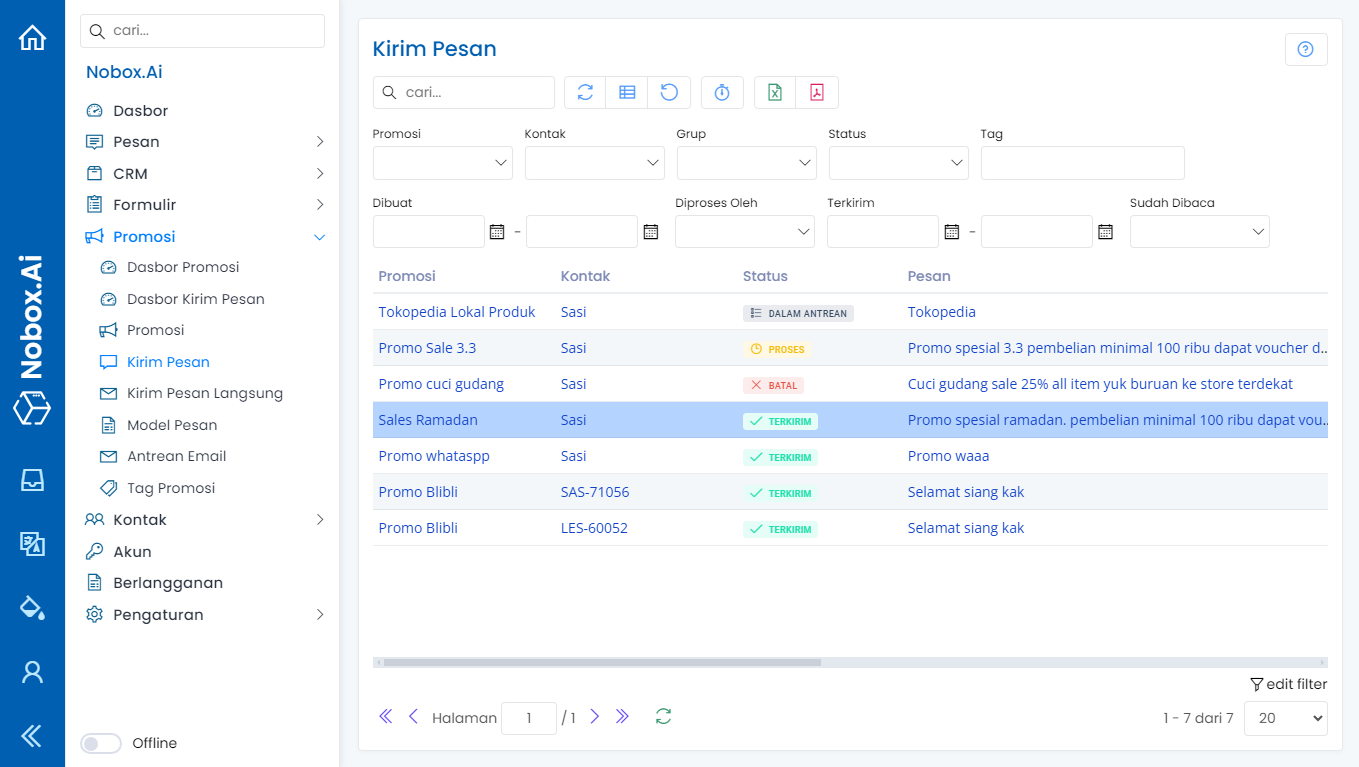 Nobox.Ai
cari...
Nobox.Ai
Dasbor
Pesan
CRM
Formulir
Promosi
Dasbor Promosi
Dasbor Kirim Pesan
Promosi
Kirim Pesan
Kirim Pesan Langsung
Model Pesan
Antrean Email
Tag Promosi
Kontak
Akun
Berlangganan
Pengaturan
Offline
Kirim Pesan
cari...
Promosi Kontak Grup Status Tag
Dibuat Diproses Oleh Terkirim Sudah Dibaca
– –
Promosi Kontak Status Pesan
Tokopedia Lokal Produk Sasi DALAM ANTREAN Tokopedia
Promo Sale 3.3 Sasi PROSES Promo spesial 3.3 pembelian minimal 100 ribu dapat voucher d...
Promo cuci gudang Sasi BATAL Cuci gudang sale 25% all item yuk buruan ke store terdekat
Sales Ramadan Sasi TERKIRIM Promo spesial ramadan. pembelian minimal 100 ribu dapat vou...
Promo whataspp Sasi TERKIRIM Promo waaa
Promo Blibli SAS-71056 TERKIRIM Selamat siang kak
Promo Blibli LES-60052 TERKIRIM Selamat siang kak
edit filter
Halaman 1 / 1 1 - 7 dari 7 20